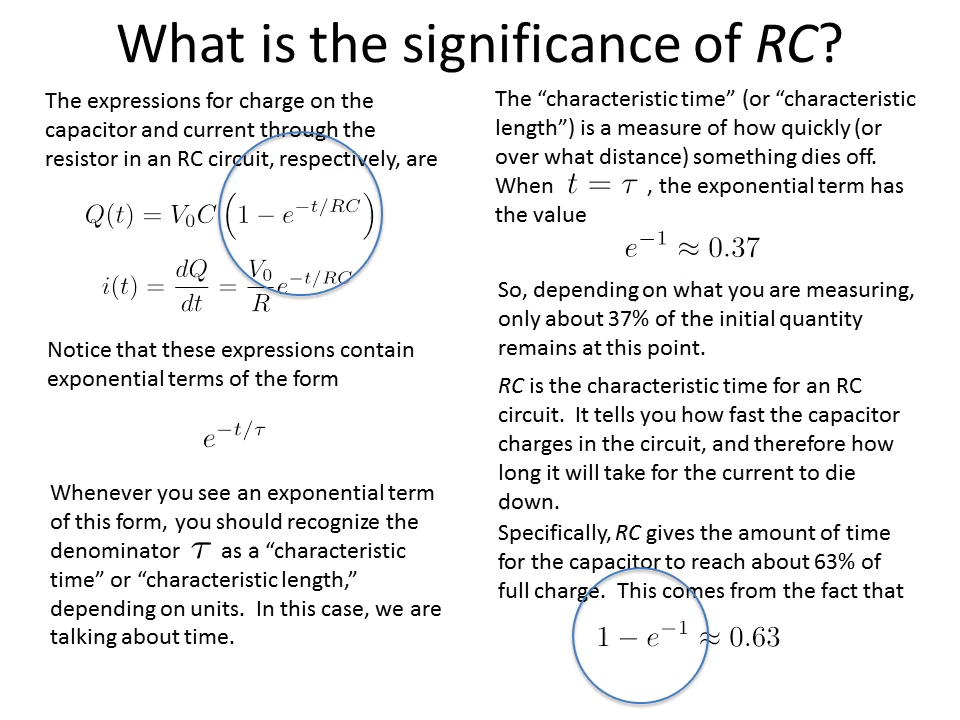 What is the significance of RC?
The expressions for charge on the
capacitor and current through the
resistor in an RC circuit, respectively, are
Q(t) = V₀C(1 − e^{−t/RC})
i(t) = dQ/dt = V₀/R e^{−t/RC}
Notice that these expressions contain
exponential terms of the form
e^{−t/τ}
Whenever you see an exponential term
of this form, you should recognize the
denominator τ as a “characteristic
time” or “characteristic length,”
depending on units. In this case, we are
talking about time.
The “characteristic time” (or “characteristic
length”) is a measure of how quickly (or
over what distance) something dies off.
When t = τ , the exponential term has
the value
e^{−1} ≈ 0.37
So, depending on what you are measuring,
only about 37% of the initial quantity
remains at this point.
RC is the characteristic time for an RC
circuit. It tells you how fast the capacitor
charges in the circuit, and therefore how
long it will take for the current to die
down.
Specifically, RC gives the amount of time
for the capacitor to reach about 63% of
full charge. This comes from the fact that
1 − e^{−1} ≈ 0.63